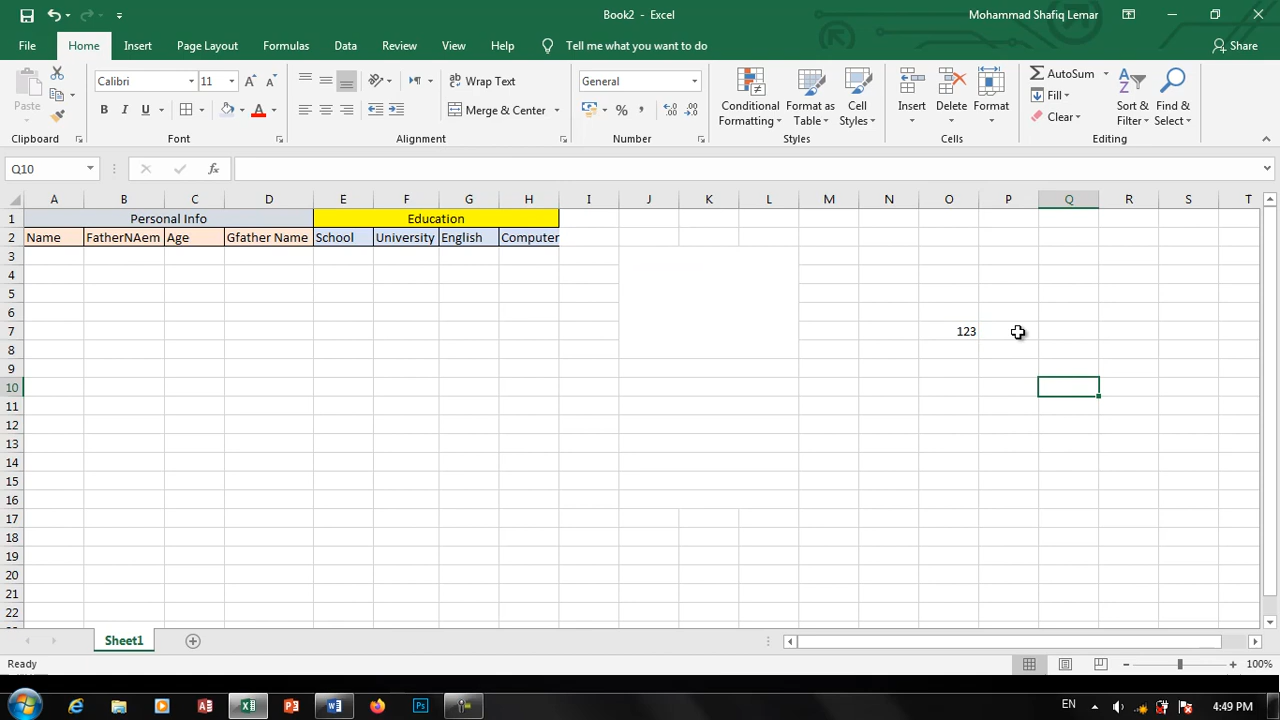 Book2 - Excel
Mohammad Shafiq Lemar
File Home Insert Page Layout Formulas Data Review View Help Tell me what you want to do Share
Paste
Clipboard
Calibri 11
B I U
Font
Wrap Text
Merge & Center
Alignment
General
Number
Conditional Formatting
Format as Table
Cell Styles
Styles
Insert Delete Format
Cells
AutoSum
Fill
Clear
Sort & Filter
Find & Select
Editing
Q10 fx
A B C D E F G H I J K L M N O P Q R S T
1 Personal Info Education
2 Name FatherNAem Age Gfather Name School University English Computer
3
4
5
6
7 123
8
9
10
11
12
13
14
15
16
17
18
19
20
21
22
Sheet1
Ready 100%
EN 4:49 PM